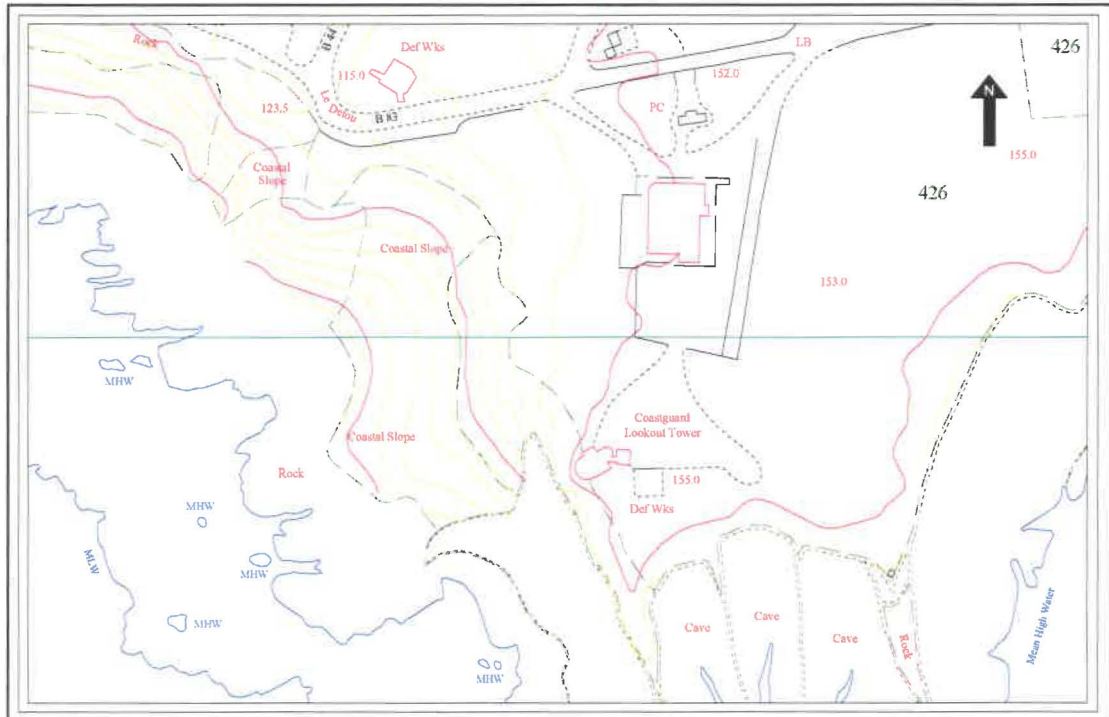 Rock
B 44
Def Wks
LB
426
115.0
152.0
N
123.5
Le Defou
B 83
PC
155.0
Coastal
Slope
426
Coastal Slope
153.0
MHW
Coastguard
Lookout Tower
Coastal Slope
Rock
155.0
Def Wks
MHW
MLW
MHW
MHW
Cave
Cave
Cave
Rock
Mean High Water
MHW